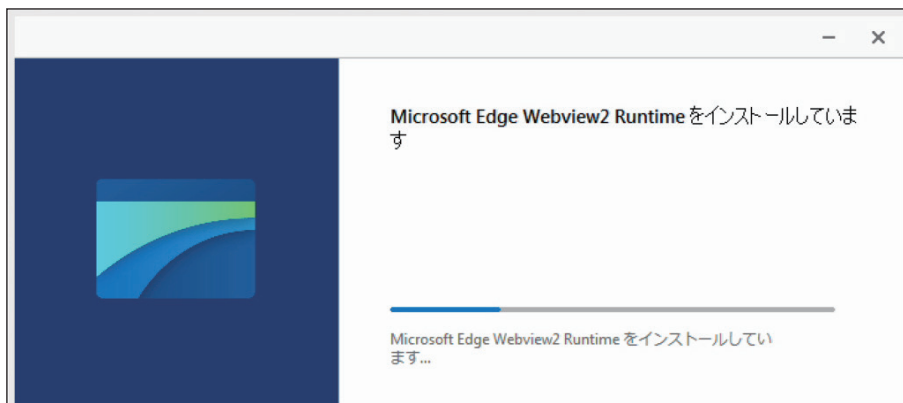 Microsoft Edge Webview2 Runtime をインストールしていま
す
Microsoft Edge Webview2 Runtime をインストールしてい
ます...